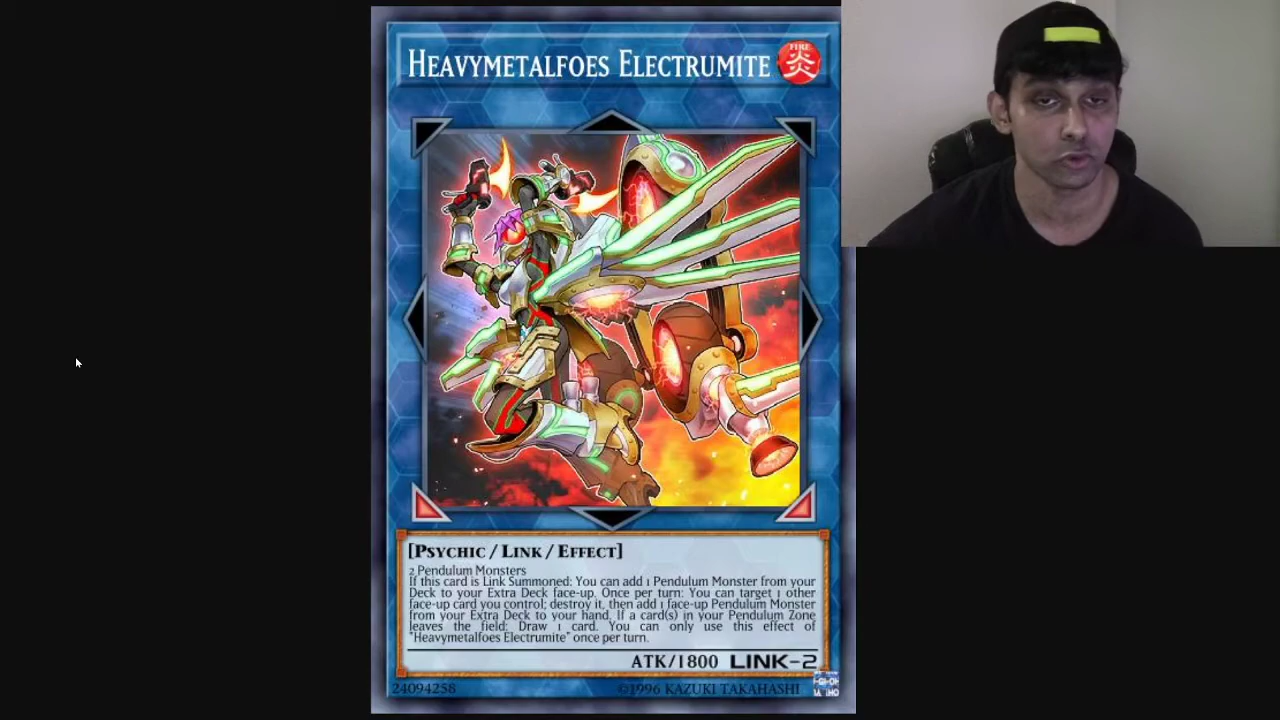 HEAVYMETALFOES ELECTRUMITE
FIRE
炎
[PSYCHIC / LINK / EFFECT]
2 Pendulum Monsters
If this card is Link Summoned: You can add 1 Pendulum Monster from your
Deck to your Extra Deck face-up. Once per turn: You can target 1 other
face-up card you control; destroy it, then add 1 face-up Pendulum Monster
from your Extra Deck to your hand. If a card(s) in your Pendulum Zone
leaves the field: Draw 1 card. You can only use this effect of
"Heavymetalfoes Electrumite" once per turn.
ATK/1800 LINK-2
24094258 ©1996 KAZUKI TAKAHASHI